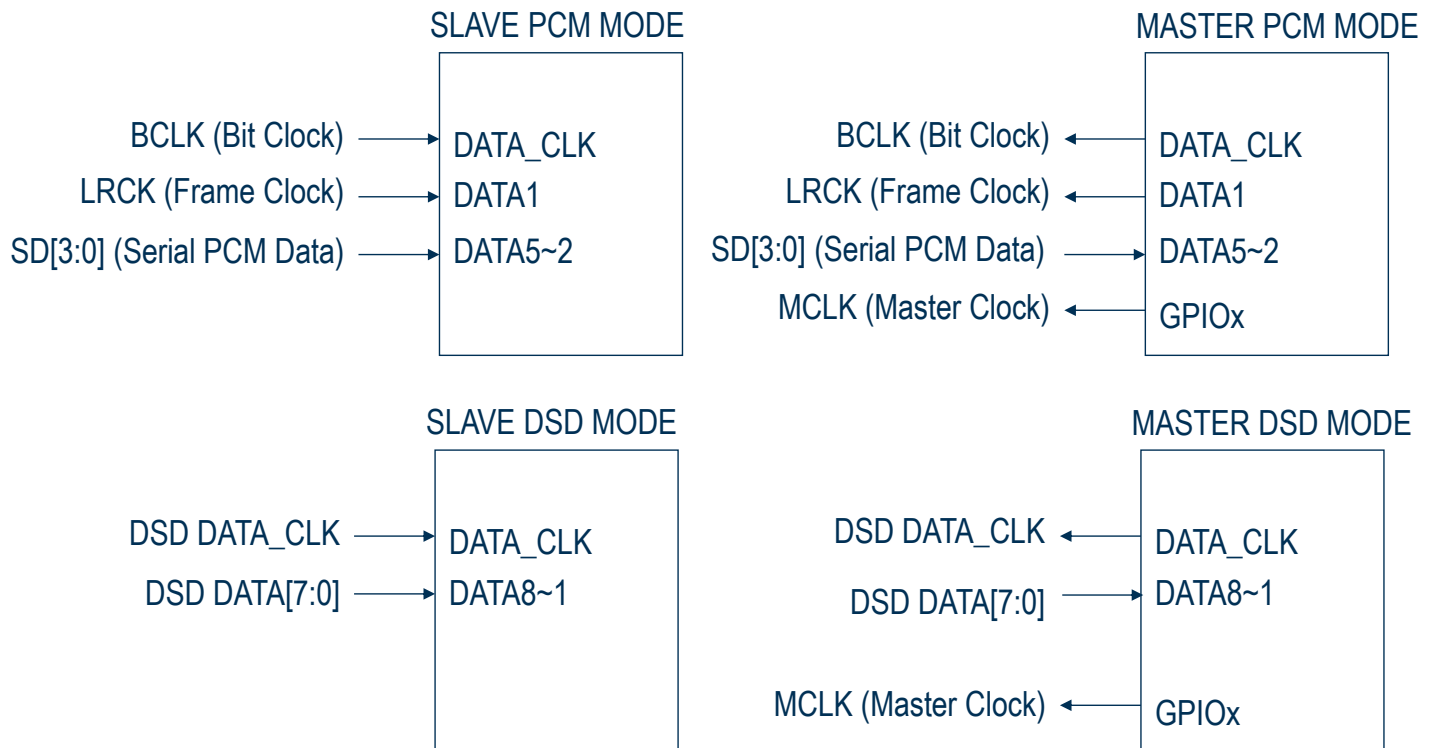 SLAVE PCM MODE
BCLK (Bit Clock)
DATA_CLK
LRCK (Frame Clock)
DATA1
SD[3:0] (Serial PCM Data)
DATA5~2
MASTER PCM MODE
BCLK (Bit Clock)
DATA_CLK
LRCK (Frame Clock)
DATA1
SD[3:0] (Serial PCM Data)
DATA5~2
MCLK (Master Clock)
GPIOx
SLAVE DSD MODE
DSD DATA_CLK
DATA_CLK
DSD DATA[7:0]
DATA8~1
MASTER DSD MODE
DSD DATA_CLK
DATA_CLK
DSD DATA[7:0]
DATA8~1
MCLK (Master Clock)
GPIOx